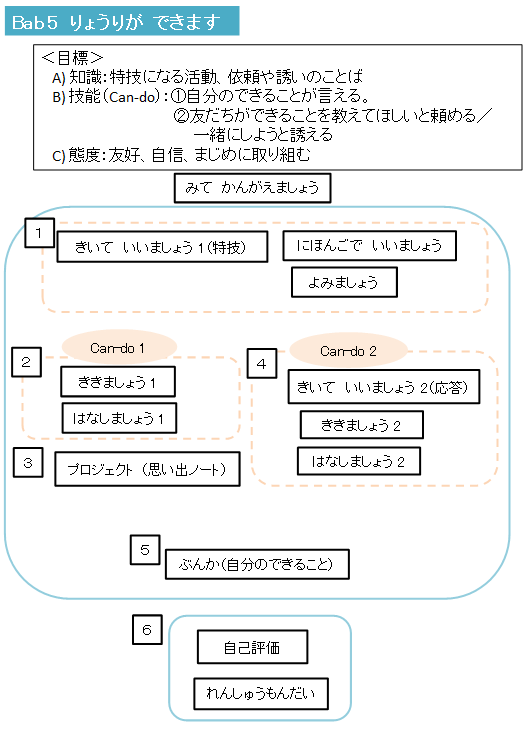 Bab５ りょうりが できます
＜目標＞
A) 知識：特技になる活動、依頼や誘いのことば
B) 技能（Can-do）：①自分のできることが言える。
②友だちができることを教えてほしいと頼める／
一緒にしようと誘える
C) 態度：友好、自信、まじめに取り組む
みて かんがえましょう
１
きいて いいましょう１（特技）
にほんごで いいましょう
よみましょう
２
Can-do 1
ききましょう１
はなしましょう１
３
プロジェクト （思い出ノート）
４
Can-do 2
きいて いいましょう２（応答）
ききましょう２
はなしましょう２
５
ぶんか（自分のできること）
６
自己評価
れんしゅうもんだい